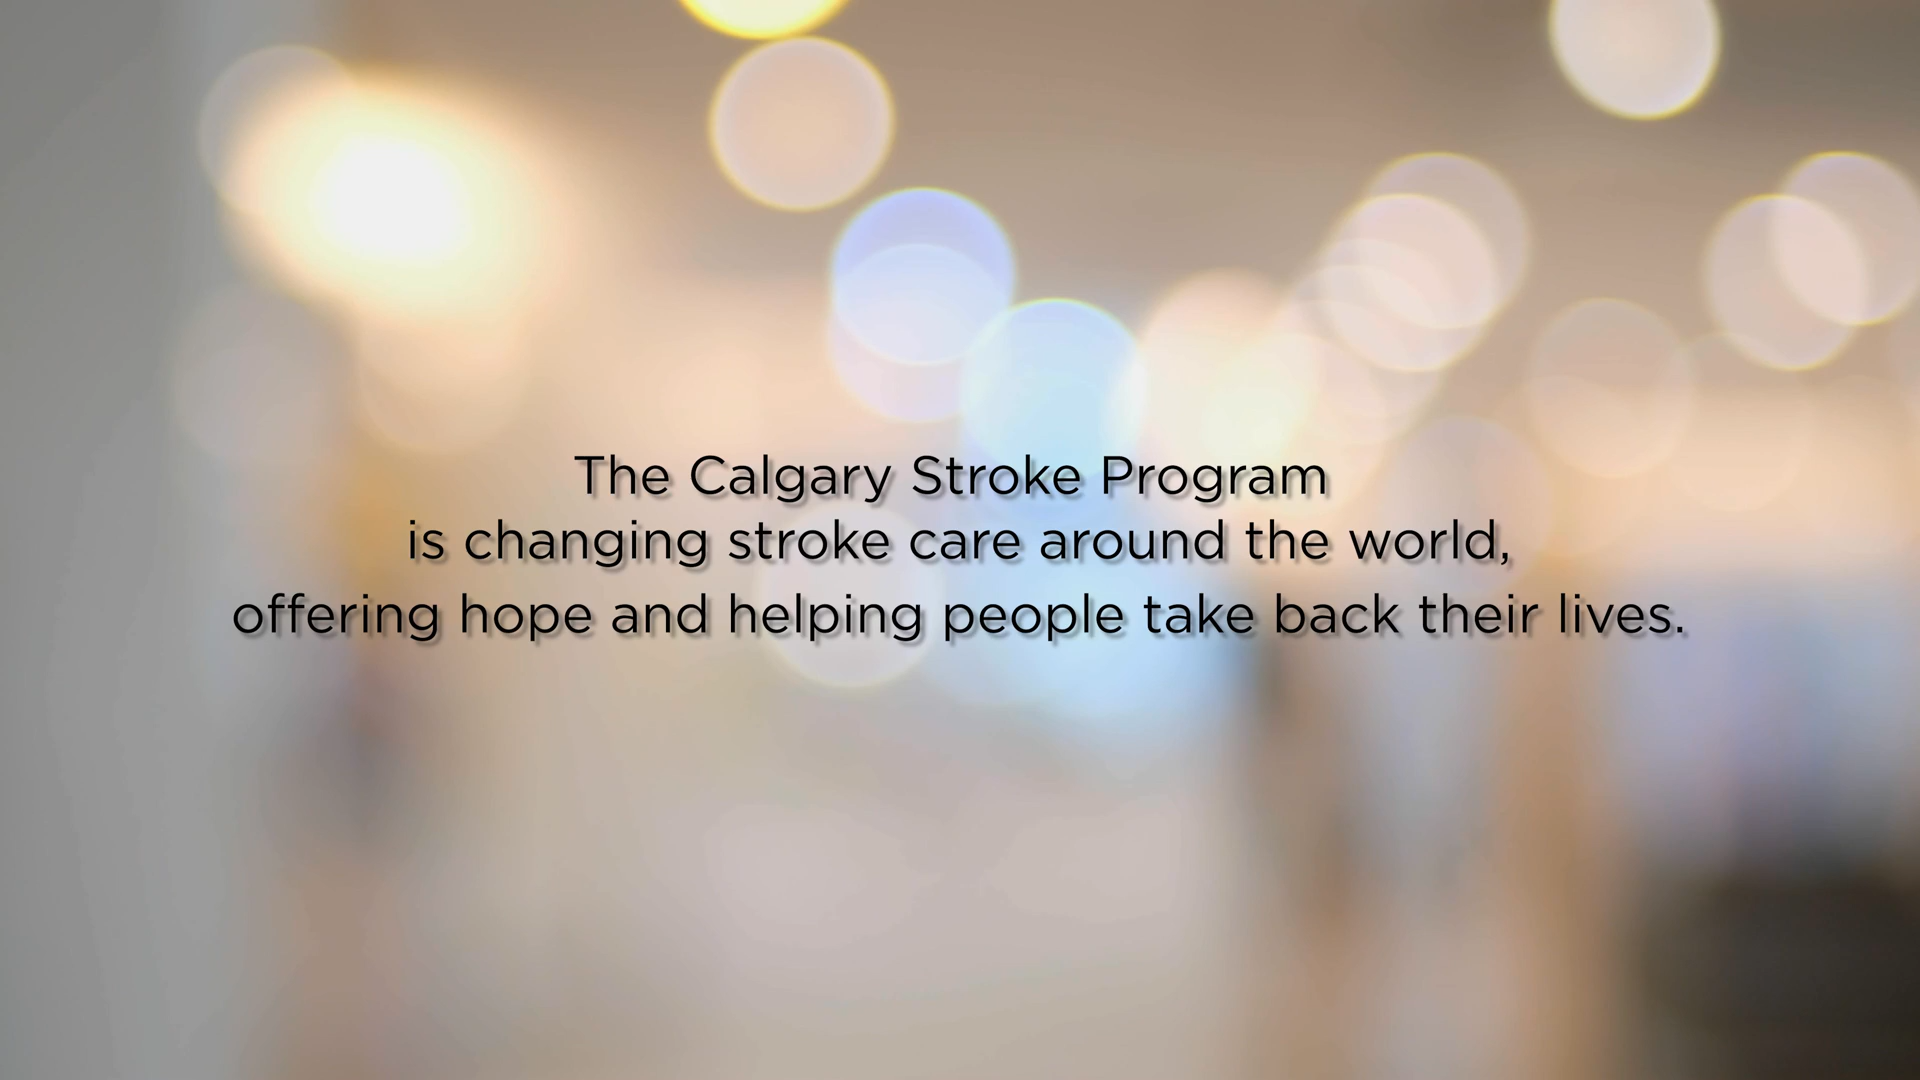 The Calgary Stroke Program
is changing stroke care around the world,
offering hope and helping people take back their lives.